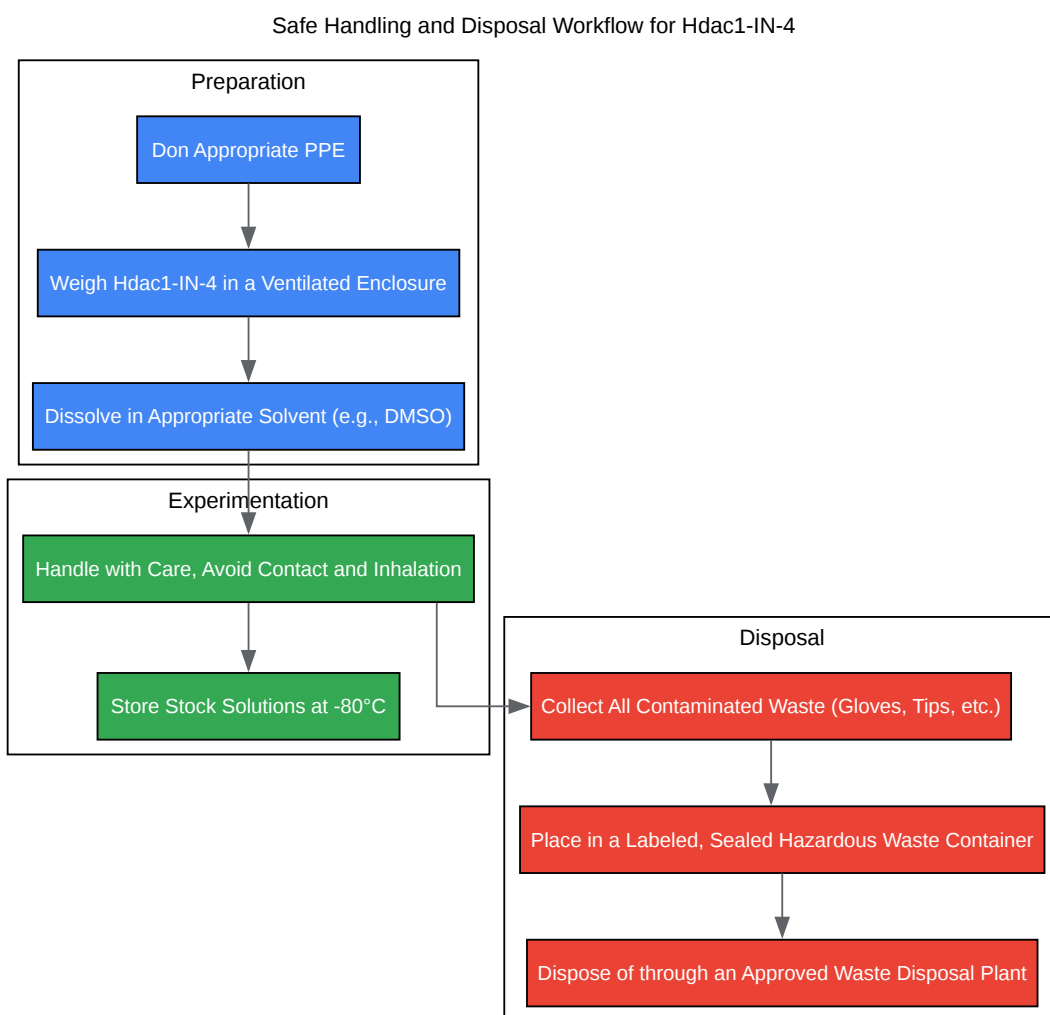 Safe Handling and Disposal Workflow for Hdac1-IN-4
Preparation
Don Appropriate PPE
Weigh Hdac1-IN-4 in a Ventilated Enclosure
Dissolve in Appropriate Solvent (e.g., DMSO)
Experimentation
Handle with Care, Avoid Contact and Inhalation
Store Stock Solutions at -80°C
Disposal
Collect All Contaminated Waste (Gloves, Tips, etc.)
Place in a Labeled, Sealed Hazardous Waste Container
Dispose of through an Approved Waste Disposal Plant